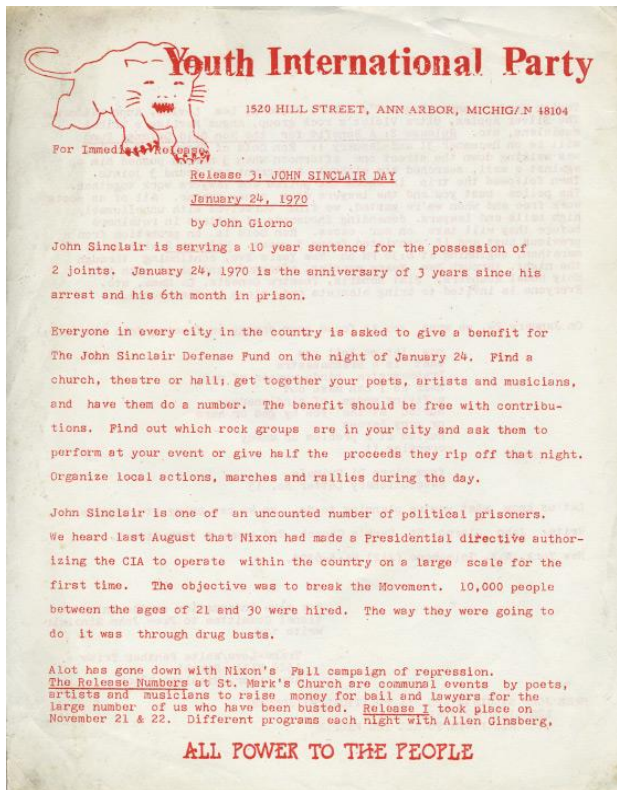 Youth International Party
1520 HILL STREET, ANN ARBOR, MICHIGAN 48104
For Immediate Release
Release 3: JOHN SINCLAIR DAY
January 24, 1970
by John Giorno
John Sinclair is serving a 10 year sentence for the possession of
2 joints. January 24, 1970 is the anniversary of 3 years since his
arrest and his 6th month in prison.
Everyone in every city in the country is asked to give a benefit for
The John Sinclair Defense Fund on the night of January 24. Find a
church, theatre or hall; get together your poets, artists and musicians,
and have them do a number. The benefit should be free with contribu-
tions. Find out which rock groups are in your city and ask them to
perform at your event or give half the proceeds they rip off that night.
Organize local actions, marches and rallies during the day.
John Sinclair is one of an uncounted number of political prisoners.
We heard last August that Nixon had made a Presidential directive author-
izing the CIA to operate within the country on a large scale for the
first time. The objective was to break the Movement. 10,000 people
between the ages of 21 and 30 were hired. The way they were going to
do it was through drug busts.
Alot has gone down with Nixon's Fall campaign of repression.
The Release Numbers at St. Mark's Church are communal events by poets,
artists and musicians to raise money for bail and lawyers for the
large number of us who have been busted. Release I took place on
November 21 & 22. Different programs each night with Allen Ginsberg,
ALL POWER TO THE PEOPLE